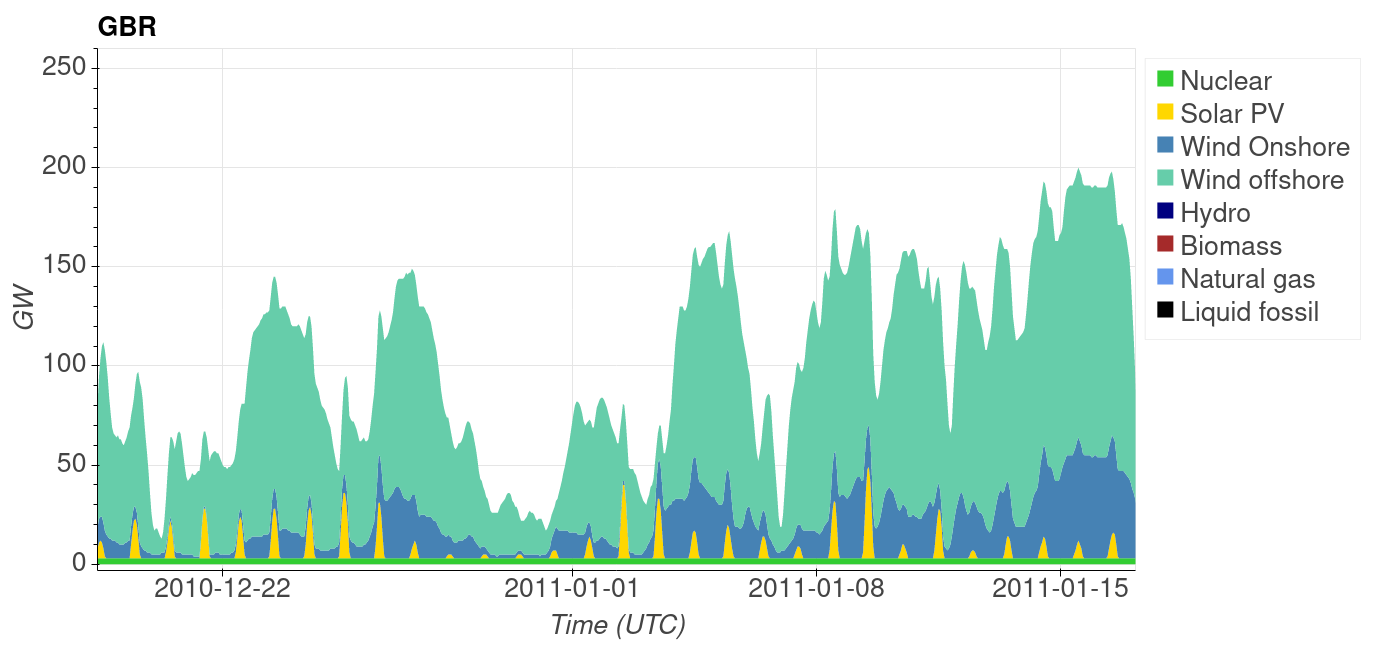 GBR
250
200
150
100
50
0
GW
2010-12-22
2011-01-01
2011-01-08
2011-01-15
Time (UTC)
Nuclear
Solar PV
Wind Onshore
Wind offshore
Hydro
Biomass
Natural gas
Liquid fossil